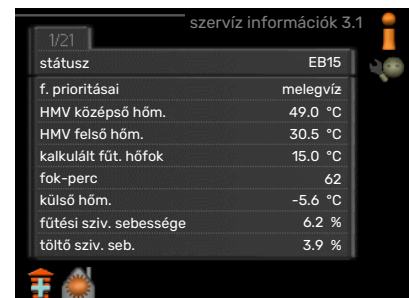 szervíz információk 3.1
1/21
státusz EB15
f. prioritásai melegvíz
HMV középső hőm. 49.0 °C
HMV felső hőm. 30.5 °C
kalkulált fűt. hőfok 15.0 °C
fok-perc 62
külső hőm. -5.6 °C
fűtési sziv. sebessége 6.2 %
töltő sziv. seb. 3.9 %